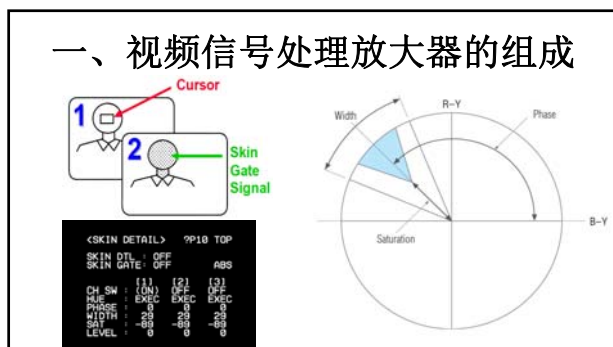 一、视频信号处理放大器的组成
Cursor
1
2
Skin
Gate
Signal
<SKIN DETAIL> ?P10 TOP
SKIN DTL : OFF
SKIN GATE: OFF ABS
[1] [2] [3]
CH SW : (ON) OFF OFF
HUE : EXEC EXEC EXEC
PHASE : 0 0 0
WIDTH : 29 29 29
SAT : -89 -89 -89
LEVEL : 0 0 0
R–Y
Width
Phase
B–Y
Saturation